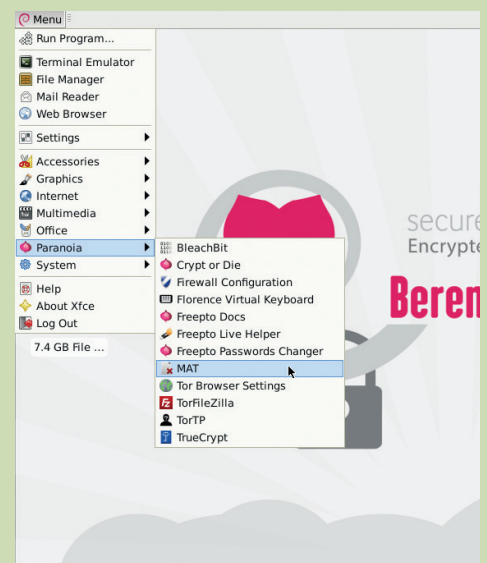 Menu
Run Program...
Terminal Emulator
File Manager
Mail Reader
Web Browser
Settings
Accessories
Graphics
Internet
Multimedia
Office
Paranoia
System
Help
About Xfce
Log Out
7.4 GB File ...
BleachBit
Crypt or Die
Firewall Configuration
Florence Virtual Keyboard
Freepto Docs
Freepto Live Helper
Freepto Passwords Changer
MAT
Tor Browser Settings
TorFileZilla
TorTP
TrueCrypt
secure
Encrypte
Beren